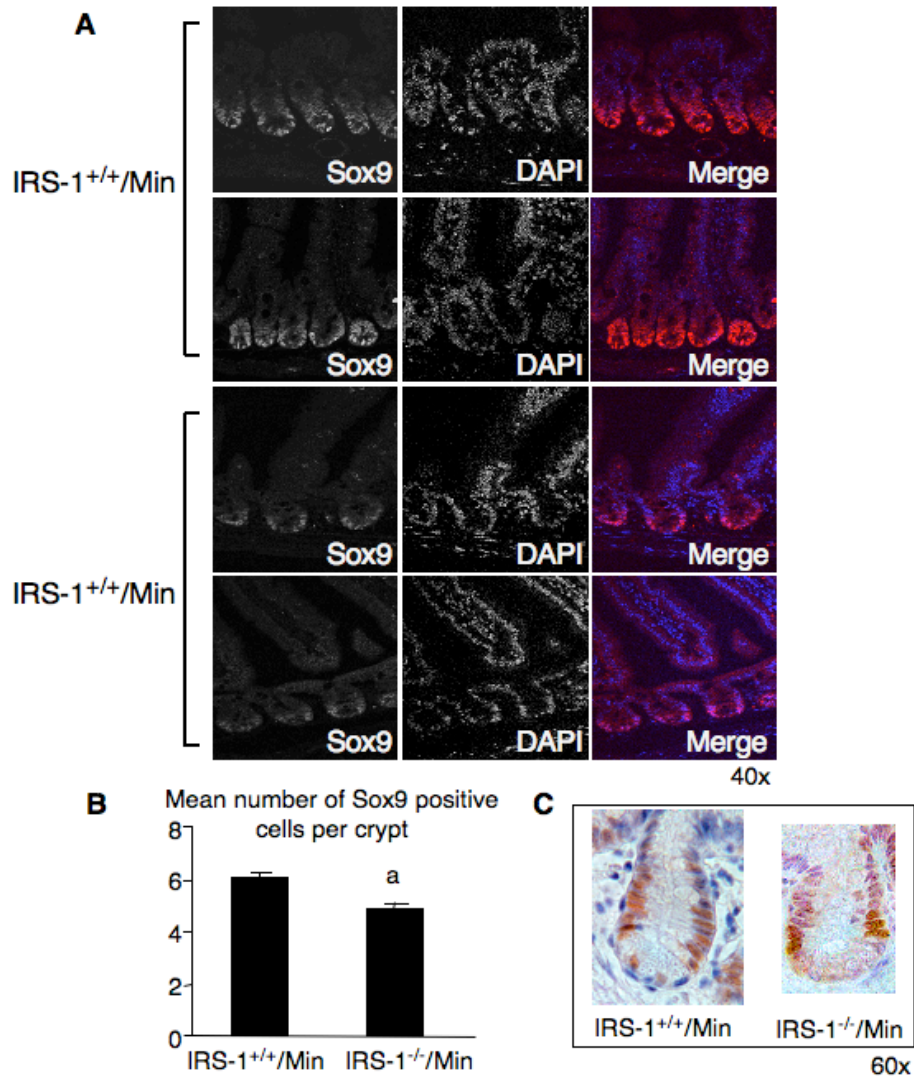 A
IRS-1+/+/Min
Sox9 DAPI Merge
Sox9 DAPI Merge
IRS-1+/+/Min
Sox9 DAPI Merge
Sox9 DAPI Merge
40x
B
Mean number of Sox9 positive
cells per crypt
8
6
4
2
0
a
IRS-1+/+/Min IRS-1-/-/Min
C
IRS-1+/+/Min IRS-1-/-/Min
60x